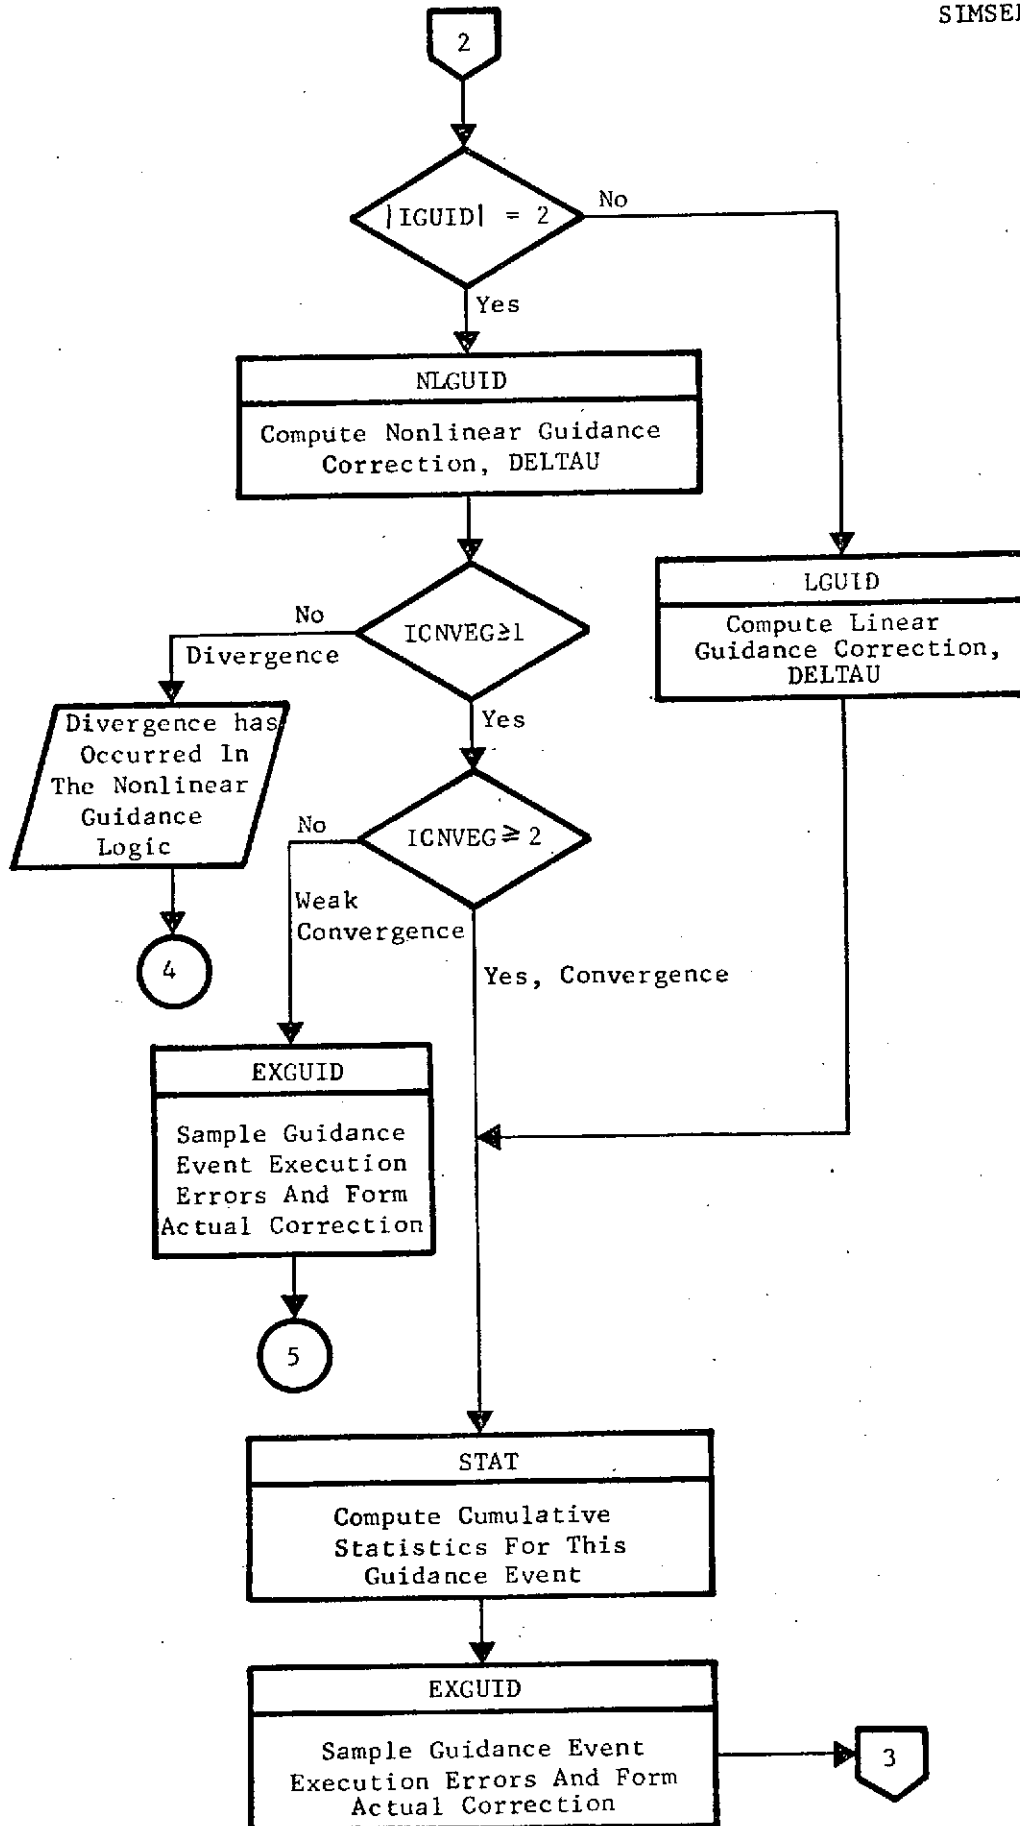 SIMSEP
2
|IGUID| = 2
No
Yes
NLGUID
Compute Nonlinear Guidance
Correction, DELTAU
LGUID
Compute Linear
Guidance Correction,
DELTAU
ICNVEG≥1
No
Divergence
Yes
Divergence has
Occurred In
The Nonlinear
Guidance
Logic
4
ICNVEG ≥ 2
No
Weak
Convergence
Yes, Convergence
EXGUID
Sample Guidance
Event Execution
Errors And Form
Actual Correction
5
STAT
Compute Cumulative
Statistics For This
Guidance Event
EXGUID
Sample Guidance Event
Execution Errors And Form
Actual Correction
3